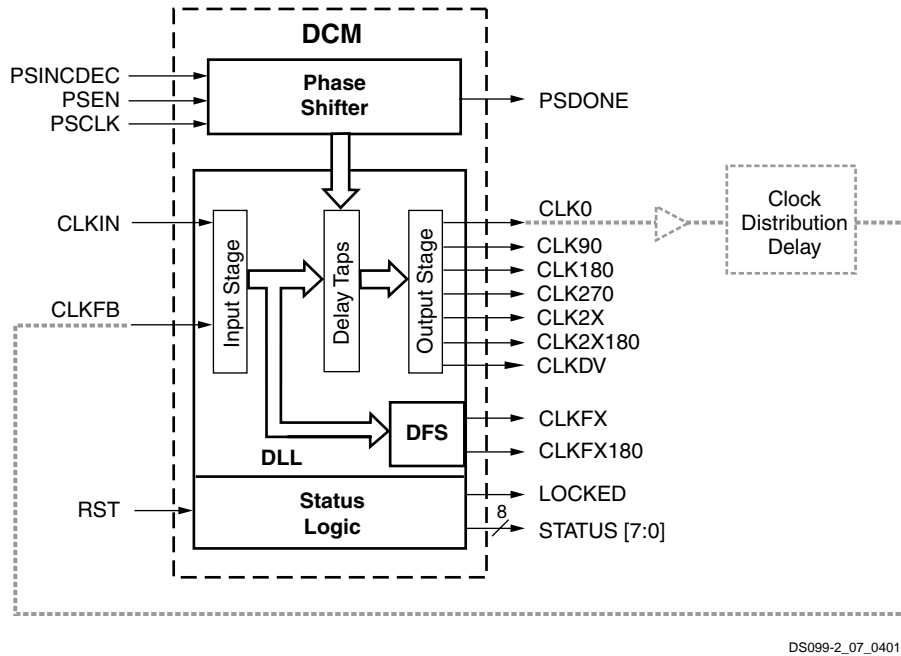 DCM
PSINCDEC
PSEN
PSCLK
Phase
Shifter
PSDONE
CLKIN
CLKFB
Input Stage
Delay Taps
Output Stage
CLK0
CLK90
CLK180
CLK270
CLK2X
CLK2X180
CLKDV
Clock
Distribution
Delay
DFS
CLKFX
CLKFX180
DLL
RST
Status
Logic
LOCKED
8
STATUS [7:0]
DS099-2_07_0401